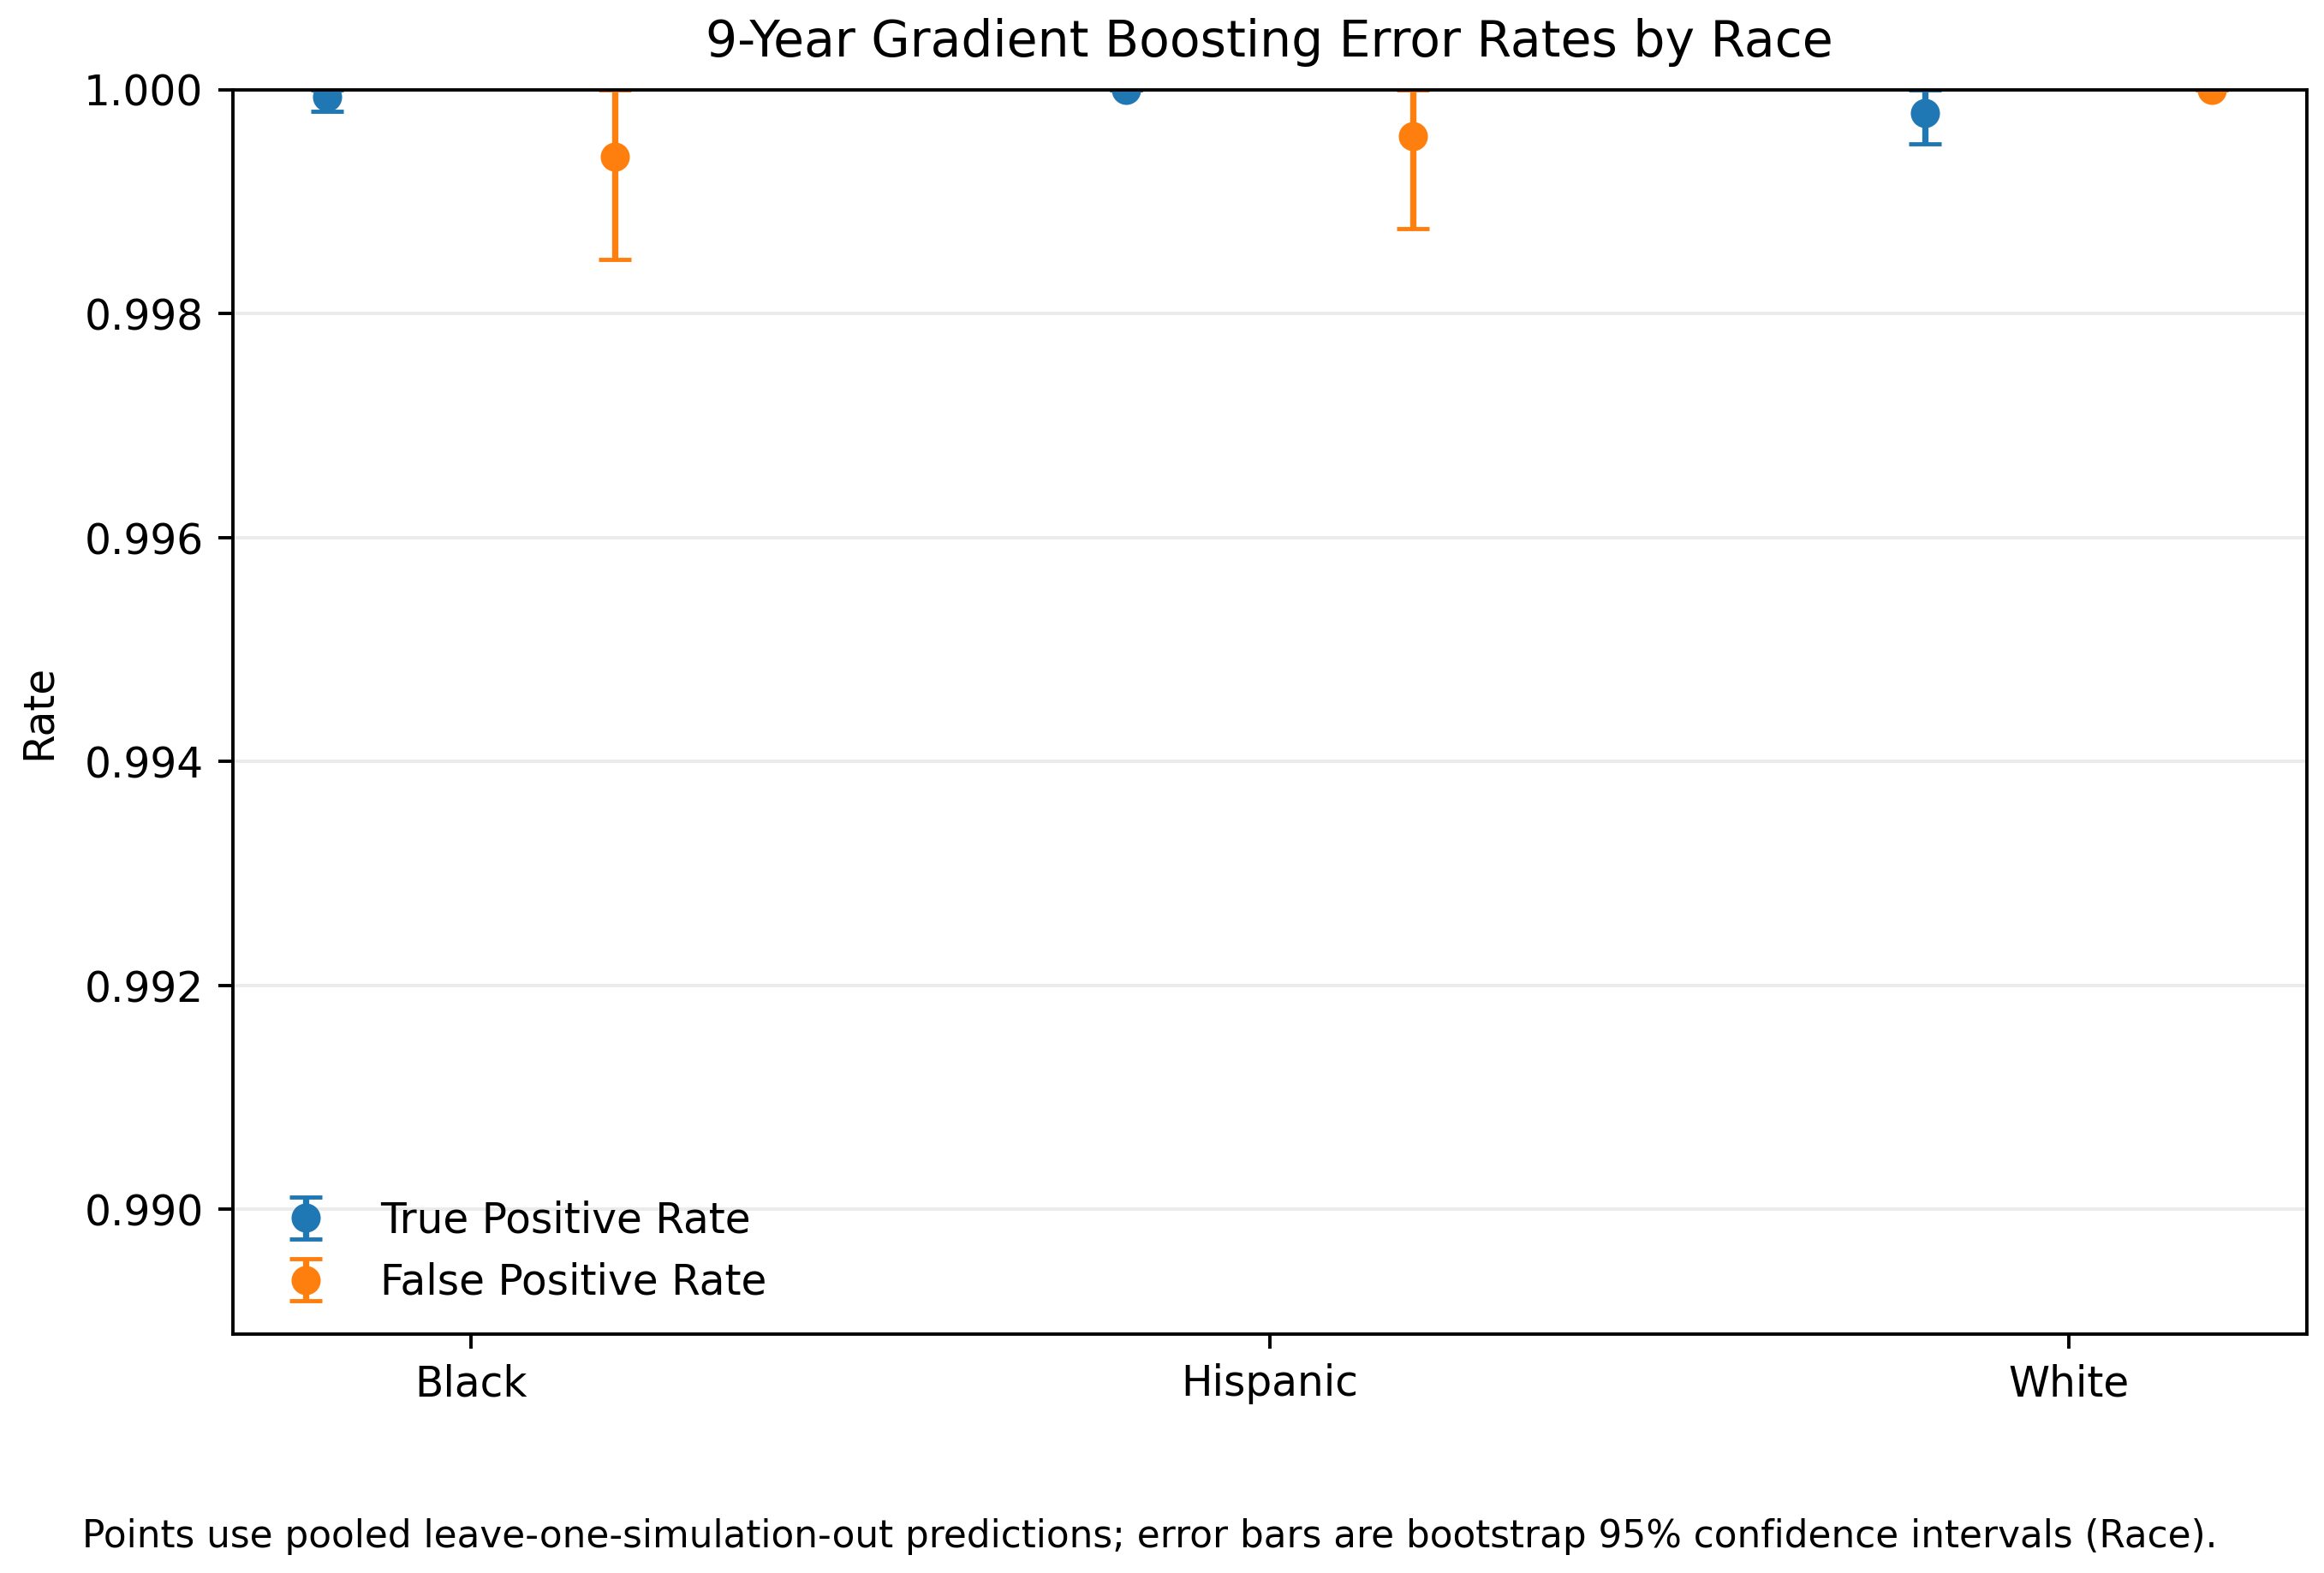 9-Year Gradient Boosting Error Rates by Race
1.000
0.998
0.996
0.994
0.992
0.990
Rate
True Positive Rate
False Positive Rate
Black
Hispanic
White
Points use pooled leave-one-simulation-out predictions; error bars are bootstrap 95% confidence intervals (Race).